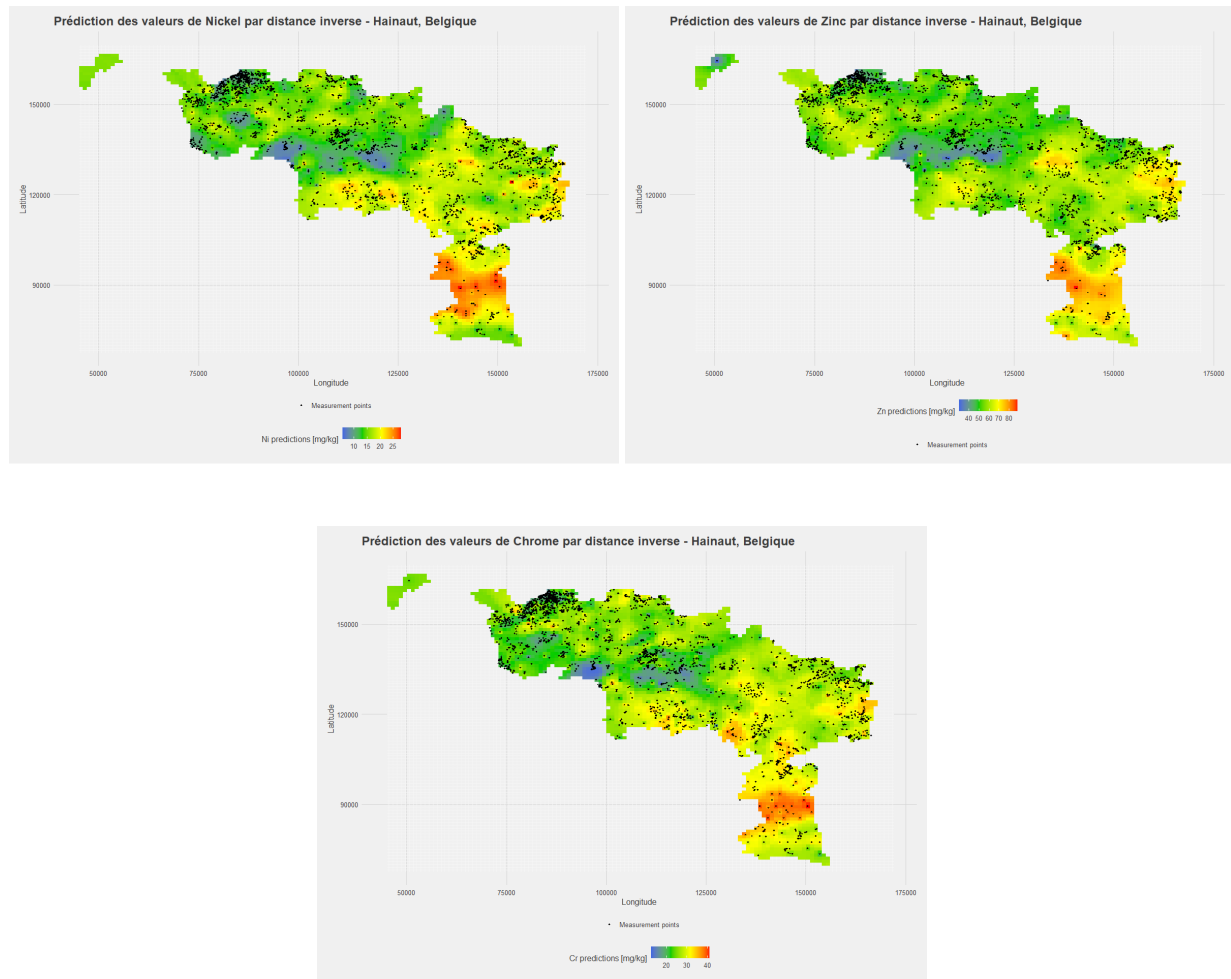 Prédiction des valeurs de Nickel par distance inverse - Hainaut, Belgique
150000
120000
90000
Latitude
50000 75000 100000 125000 150000 175000
Longitude
Measurement points
Ni predictions [mg/kg]
10 15 20 25
Prédiction des valeurs de Zinc par distance inverse - Hainaut, Belgique
150000
120000
90000
Latitude
50000 75000 100000 125000 150000 175000
Longitude
Zn predictions [mg/kg]
40 50 60 70 80
Measurement points
Prédiction des valeurs de Chrome par distance inverse - Hainaut, Belgique
150000
120000
90000
Latitude
50000 75000 100000 125000 150000 175000
Longitude
Measurement points
Cr predictions [mg/kg]
20 30 40